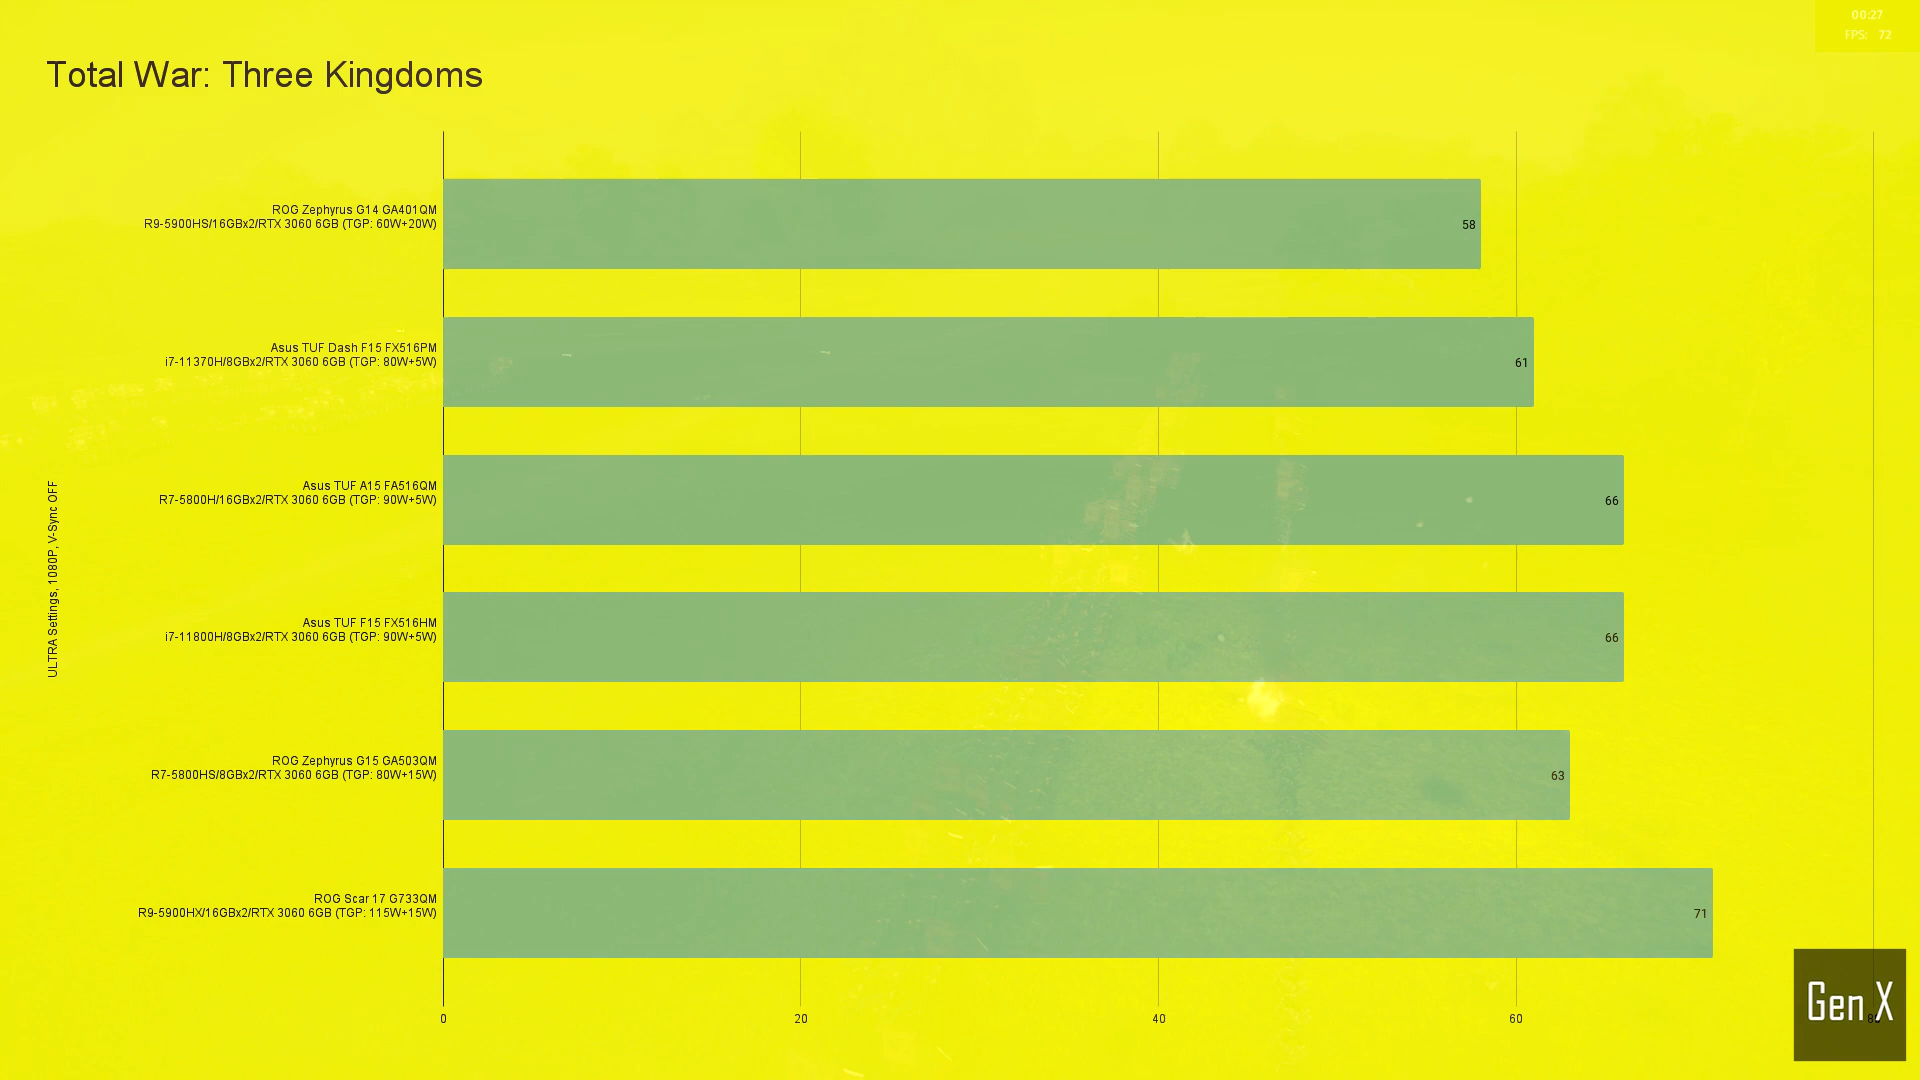 00:27
FPS: 72
Total War: Three Kingdoms
ROG Zephyrus G14 GA401QM
R9-5900HS/16GBx2/RTX 3060 6GB (TGP: 60W+20W)
58
Asus TUF Dash F15 FX516PM
i7-11370H/8GBx2/RTX 3060 6GB (TGP: 80W+5W)
61
Asus TUF A15 FA516QM
R7-5800H/16GBx2/RTX 3060 6GB (TGP: 90W+5W)
66
Asus TUF F15 FX516HM
i7-11800H/8GBx2/RTX 3060 6GB (TGP: 90W+5W)
66
ROG Zephyrus G15 GA503QM
R7-5800HS/8GBx2/RTX 3060 6GB (TGP: 80W+15W)
63
ROG Scar 17 G733QM
R9-5900HX/16GBx2/RTX 3060 6GB (TGP: 115W+15W)
71
ULTRA Settings, 1080P, V-Sync OFF
0 20 40 60 80
Gen X